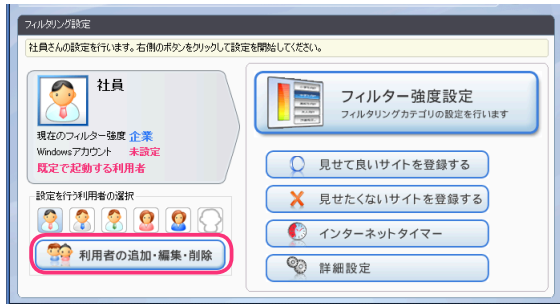 フィルタリング設定
社員さんの設定を行います。右側のボタンをクリックして設定を開始してください。
社員
現在のフィルター強度 企業
Windowsアカウント 未設定
既定で起動する利用者
設定を行う利用者の選択
利用者の追加・編集・削除
フィルター強度設定
フィルタリングカテゴリの設定を行います
見せて良いサイトを登録する
見せたくないサイトを登録する
インターネットタイマー
詳細設定